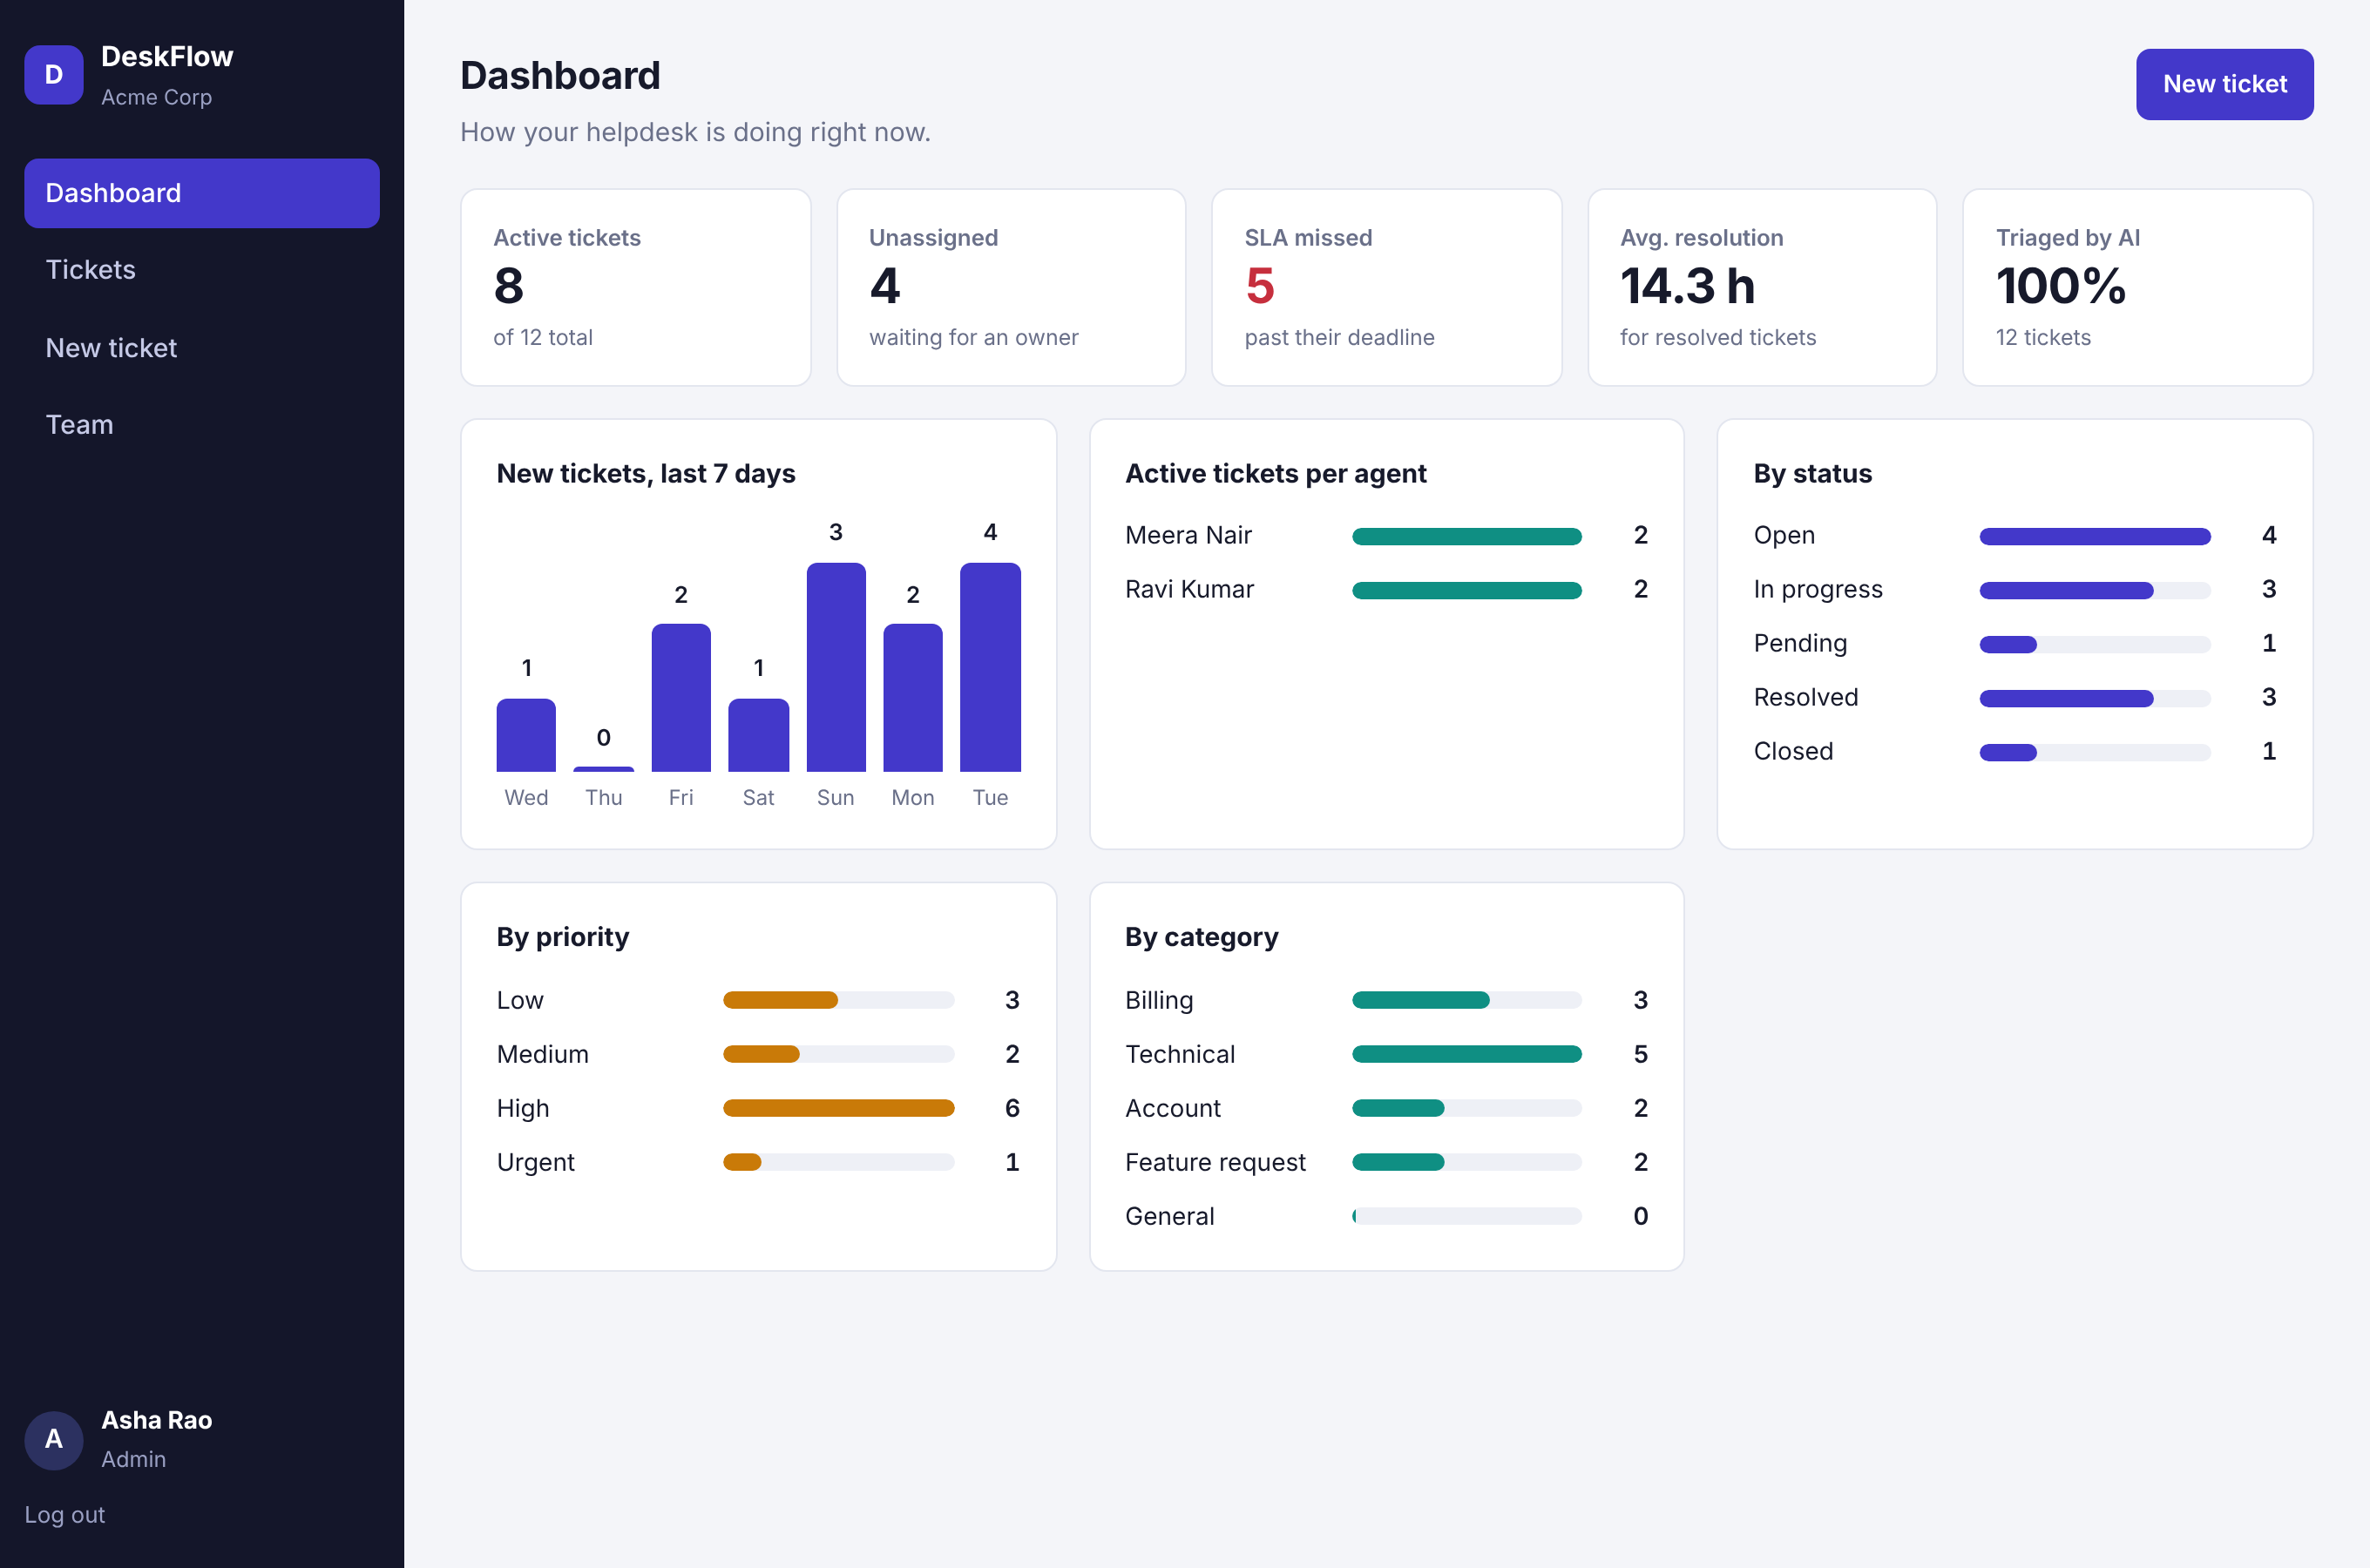 D
DeskFlow
Acme Corp
Dashboard
Tickets
New ticket
Team
A
Asha Rao
Admin
Log out
Dashboard
How your helpdesk is doing right now.
New ticket
Active tickets
8
of 12 total
Unassigned
4
waiting for an owner
SLA missed
5
past their deadline
Avg. resolution
14.3 h
for resolved tickets
Triaged by AI
100%
12 tickets
New tickets, last 7 days
1 0 2 1 3 2 4
Wed Thu Fri Sat Sun Mon Tue
Active tickets per agent
Meera Nair 2
Ravi Kumar 2
By status
Open 4
In progress 3
Pending 1
Resolved 3
Closed 1
By priority
Low 3
Medium 2
High 6
Urgent 1
By category
Billing 3
Technical 5
Account 2
Feature request 2
General 0